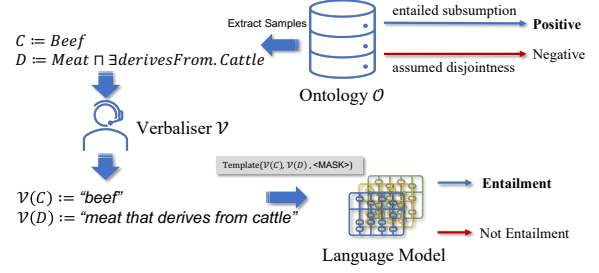 Extract Samples
entailed subsumption
Positive
Negative
assumed disjointness
Ontology 𝒪
C ≔ Beef
D ≔ Meat ⊓ ∃derivesFrom.Cattle
Verbaliser 𝒱
Template(𝒱(C), 𝒱(D), <MASK>)
𝒱(C) ≔ “beef”
𝒱(D) ≔ “meat that derives from cattle”
Entailment
Not Entailment
Language Model